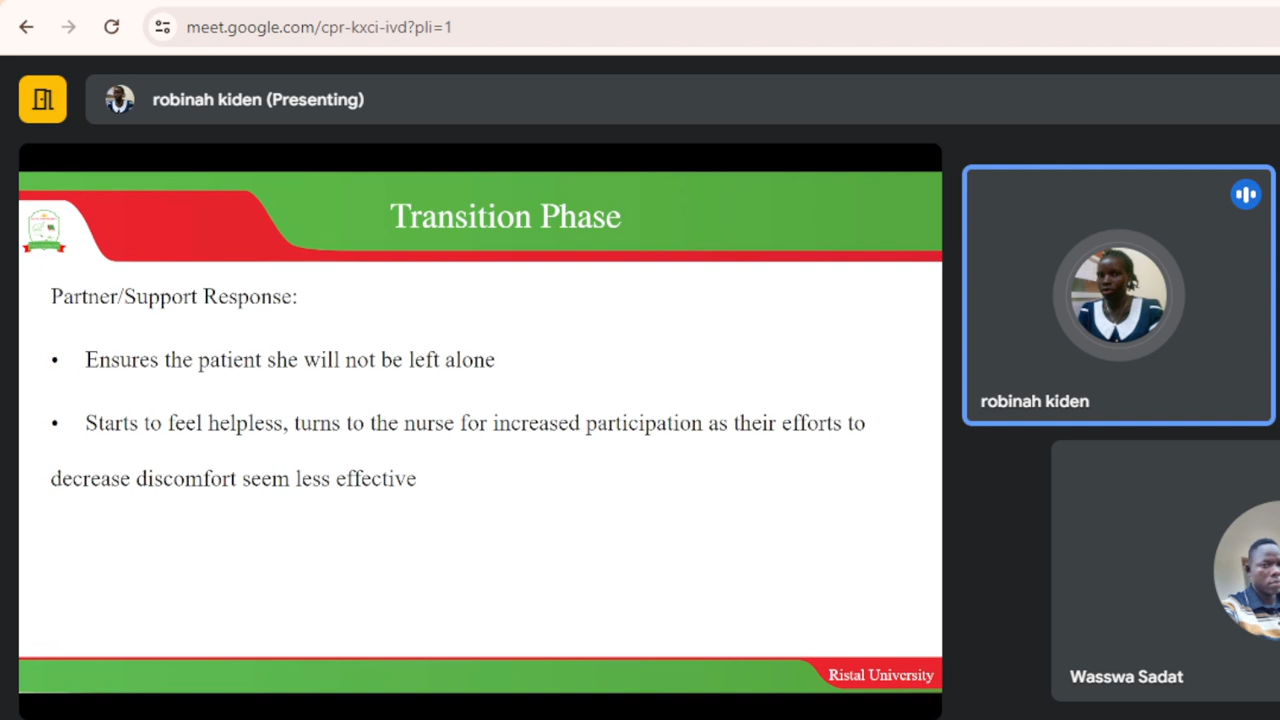 meet.google.com/cpr-kxci-ivd?pli=1
robinah kiden (Presenting)
Transition Phase
Partner/Support Response:
• Ensures the patient she will not be left alone
• Starts to feel helpless, turns to the nurse for increased participation as their efforts to
decrease discomfort seem less effective
Ristal University
robinah kiden
Wasswa Sadat